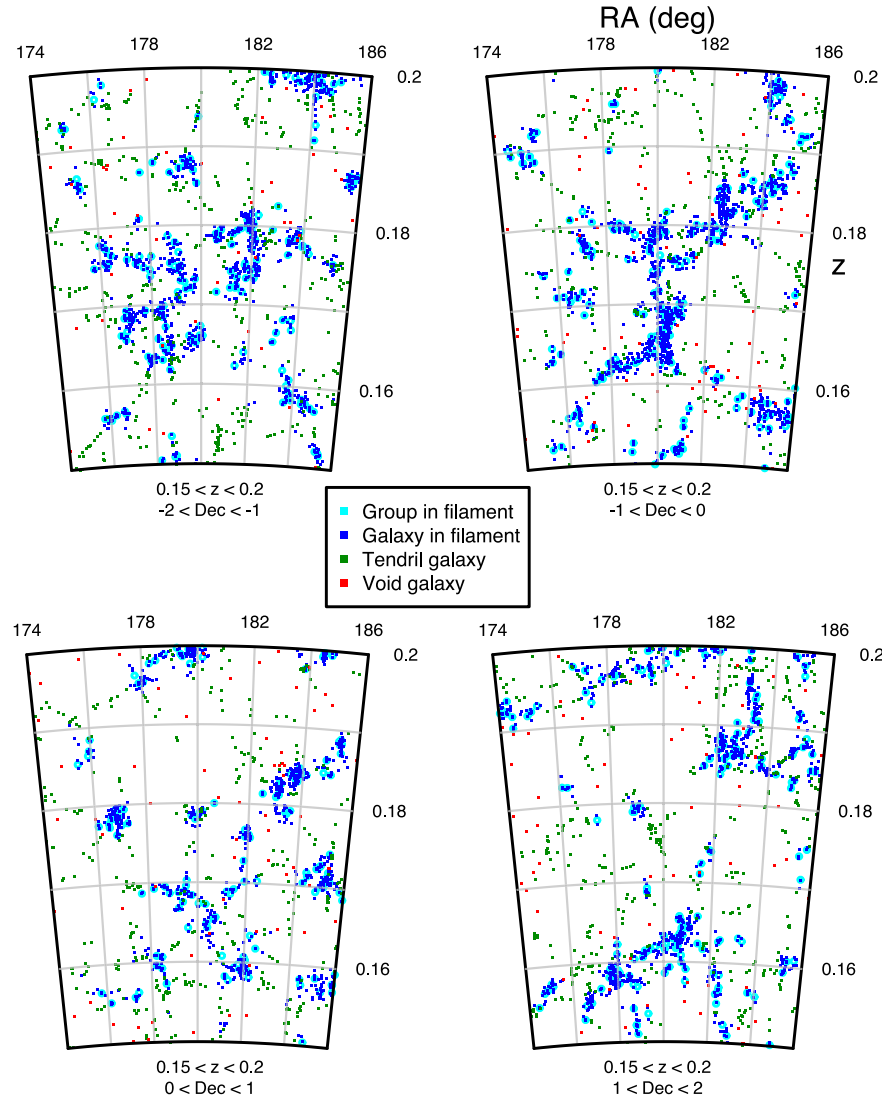 RA (deg)
174 178 182 186 174 178 182 186
0.2 0.2
0.18 0.18
z
0.16 0.16
0.15 < z < 0.2 0.15 < z < 0.2
-2 < Dec < -1 -1 < Dec < 0
Group in filament
Galaxy in filament
Tendril galaxy
Void galaxy
174 178 182 186 174 178 182 186
0.2 0.2
0.18 0.18
0.16 0.16
0.15 < z < 0.2 0.15 < z < 0.2
0 < Dec < 1 1 < Dec < 2